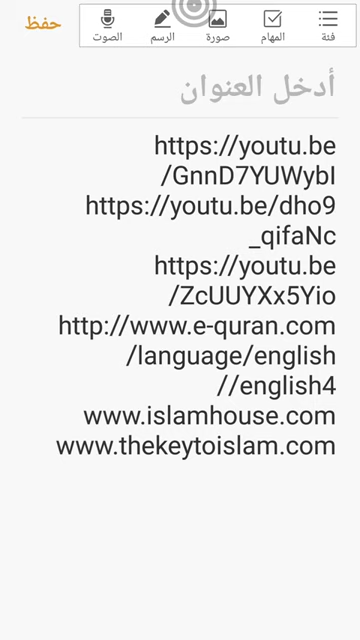 حفظ
الصوت
الرسم
صورة
المهام
فئة
أدخل العنوان
https://youtu.be
/GnnD7YUWybI
https://youtu.be/dho9
_qifaNc
https://youtu.be
/ZcUUYXx5Yio
http://www.e-quran.com
/language/english
//english4
www.islamhouse.com
www.thekeytoislam.com